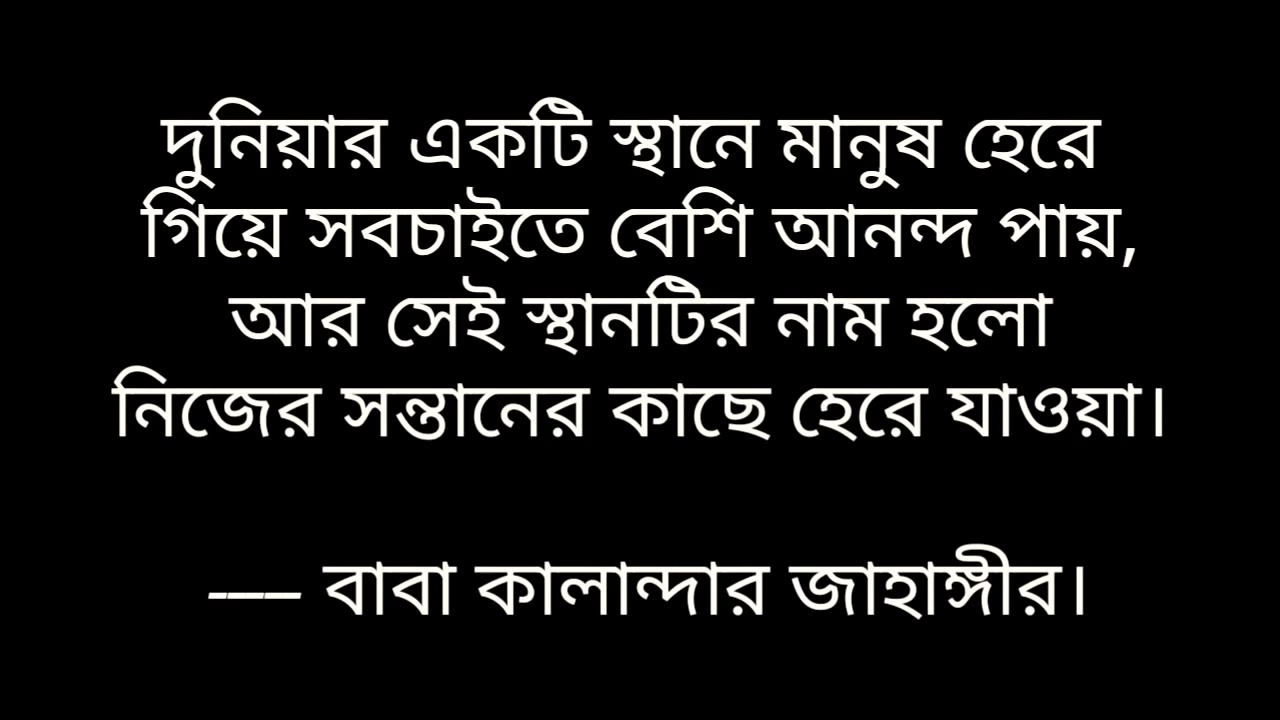 দুনিয়ার একটি স্থানে মানুষ হেরে
গিয়ে সবচাইতে বেশি আনন্দ পায়,
আর সেই স্থানটির নাম হলো
নিজের সন্তানের কাছে হেরে যাওয়া।
---- বাবা কালান্দার জাহাঙ্গীর।